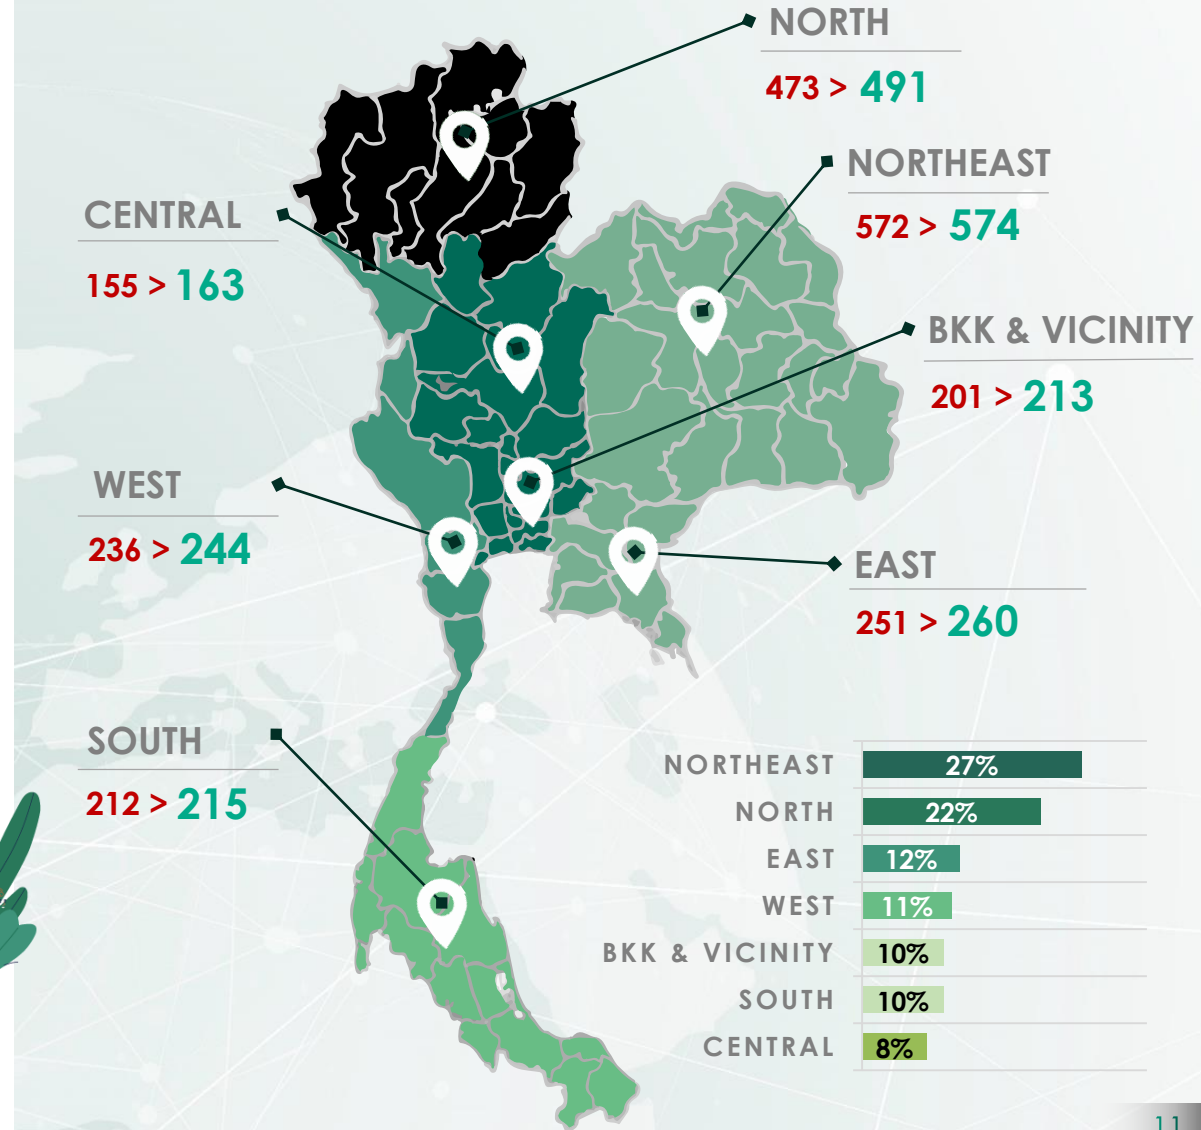 NORTH
473 > 491
NORTHEAST
572 > 574
CENTRAL
155 > 163
BKK & VICINITY
201 > 213
WEST
236 > 244
EAST
251 > 260
SOUTH
212 > 215
NORTHEAST 27%
NORTH 22%
EAST 12%
WEST 11%
BKK & VICINITY 10%
SOUTH 10%
CENTRAL 8%
11